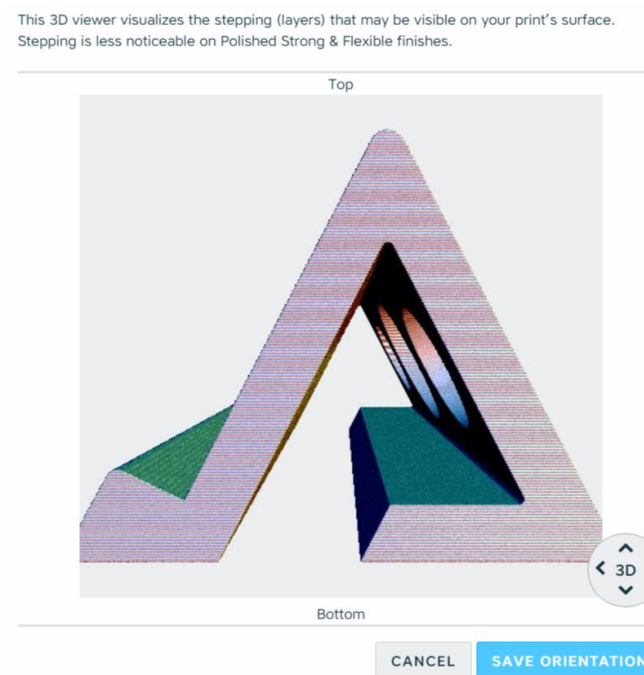 This 3D viewer visualizes the stepping (layers) that may be visible on your print's surface.
Stepping is less noticeable on Polished Strong & Flexible finishes.
Top
3D
Bottom
CANCEL
SAVE ORIENTATION